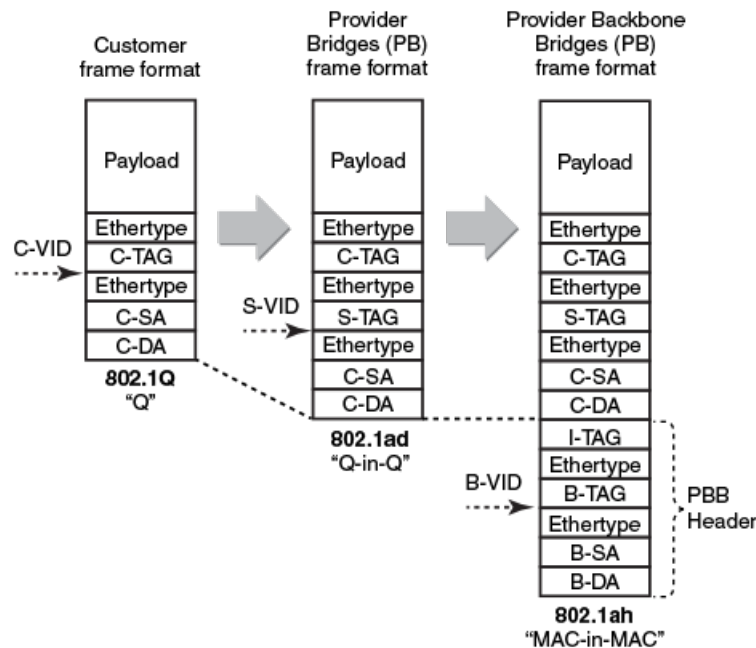 Customer
frame format
Provider
Bridges (PB)
frame format
Provider Backbone
Bridges (PB)
frame format
Payload
Ethertype
C-TAG
Ethertype
C-SA
C-DA
C-VID
802.1Q
“Q”
Payload
Ethertype
C-TAG
Ethertype
S-TAG
Ethertype
C-SA
C-DA
S-VID
802.1ad
“Q-in-Q”
Payload
Ethertype
C-TAG
Ethertype
S-TAG
Ethertype
C-SA
C-DA
I-TAG
Ethertype
B-TAG
Ethertype
B-SA
B-DA
B-VID
PBB
Header
802.1ah
“MAC-in-MAC”